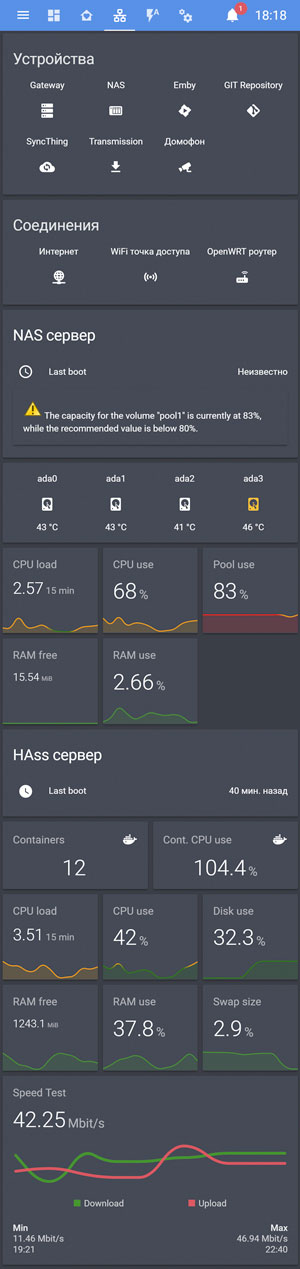 1
18:18
Устройства
Gateway NAS Emby GIT Repository
SyncThing Transmission Домофон
Соединения
Интернет WiFi точка доступа OpenWRT роутер
NAS сервер
Last boot Неизвестно
The capacity for the volume "pool1" is currently at 83%,
while the recommended value is below 80%.
ada0 ada1 ada2 ada3
43 °C 43 °C 41 °C 46 °C
CPU load CPU use Pool use
2.57 15 min 68 % 83 %
RAM free RAM use
15.54 MiB 2.66 %
HAss сервер
Last boot 40 мин. назад
Containers Cont. CPU use
12 104.4 %
CPU load CPU use Disk use
3.51 15 min 42 % 32.3 %
RAM free RAM use Swap size
1243.1 MiB 37.8 % 2.9 %
Speed Test
42.25 Mbit/s
Download Upload
Min Max
11.46 Mbit/s 46.94 Mbit/s
19:21 22:40